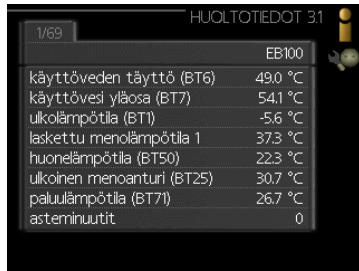 HUOLTOTIEDOT 3.1
1/69
EB100
käyttöveden täyttö (BT6) 49.0 °C
käyttövesi yläosa (BT7) 54.1 °C
ulkolämpötila (BT1) -5.6 °C
laskettu menolämpötila 1 37.3 °C
huonelämpötila (BT50) 22.3 °C
ulkoinen menoanturi (BT25) 30.7 °C
paluulämpötila (BT71) 26.7 °C
asteminuutit 0